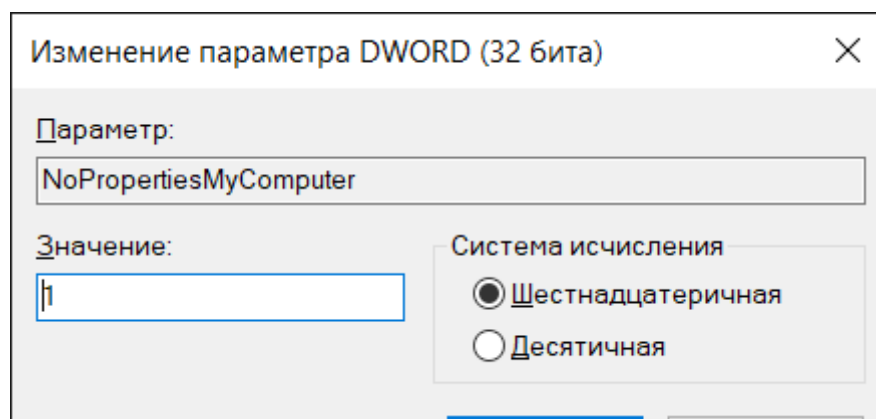 Изменение параметра DWORD (32 бита)
Параметр:
NoPropertiesMyComputer
Значение:
Система исчисления
1
Шестнадцатеричная
Десятичная